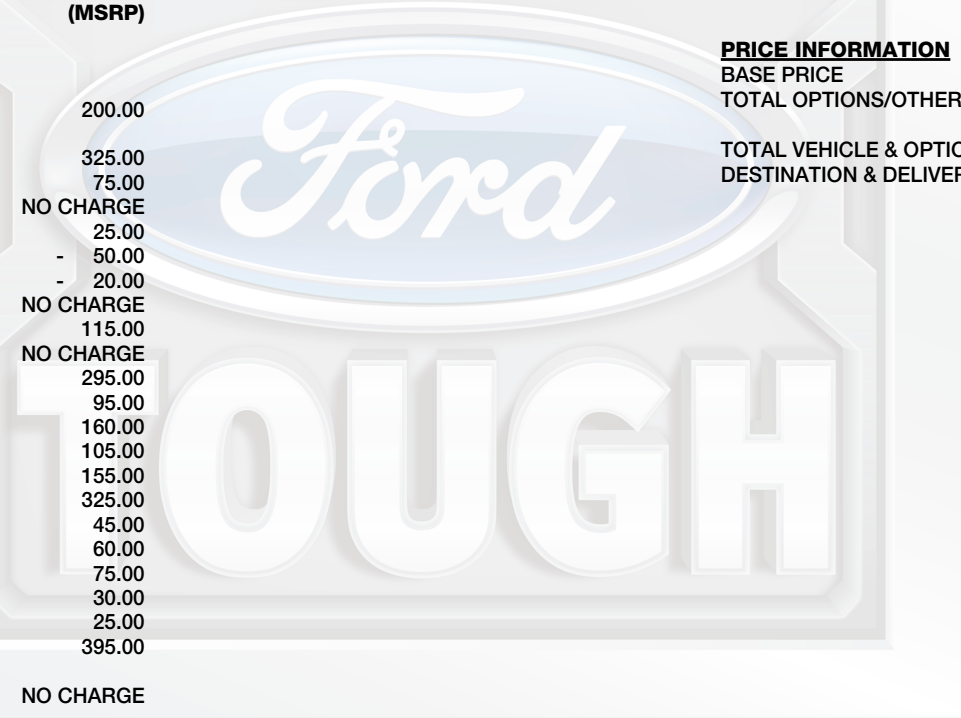 (MSRP)
200.00
325.00
75.00
NO CHARGE
25.00
- 50.00
- 20.00
NO CHARGE
115.00
NO CHARGE
295.00
95.00
160.00
105.00
155.00
325.00
45.00
60.00
75.00
30.00
25.00
395.00
NO CHARGE
PRICE INFORMATION
BASE PRICE
TOTAL OPTIONS/OTHER
TOTAL VEHICLE & OPTIO
DESTINATION & DELIVER
Ford
TOUGH